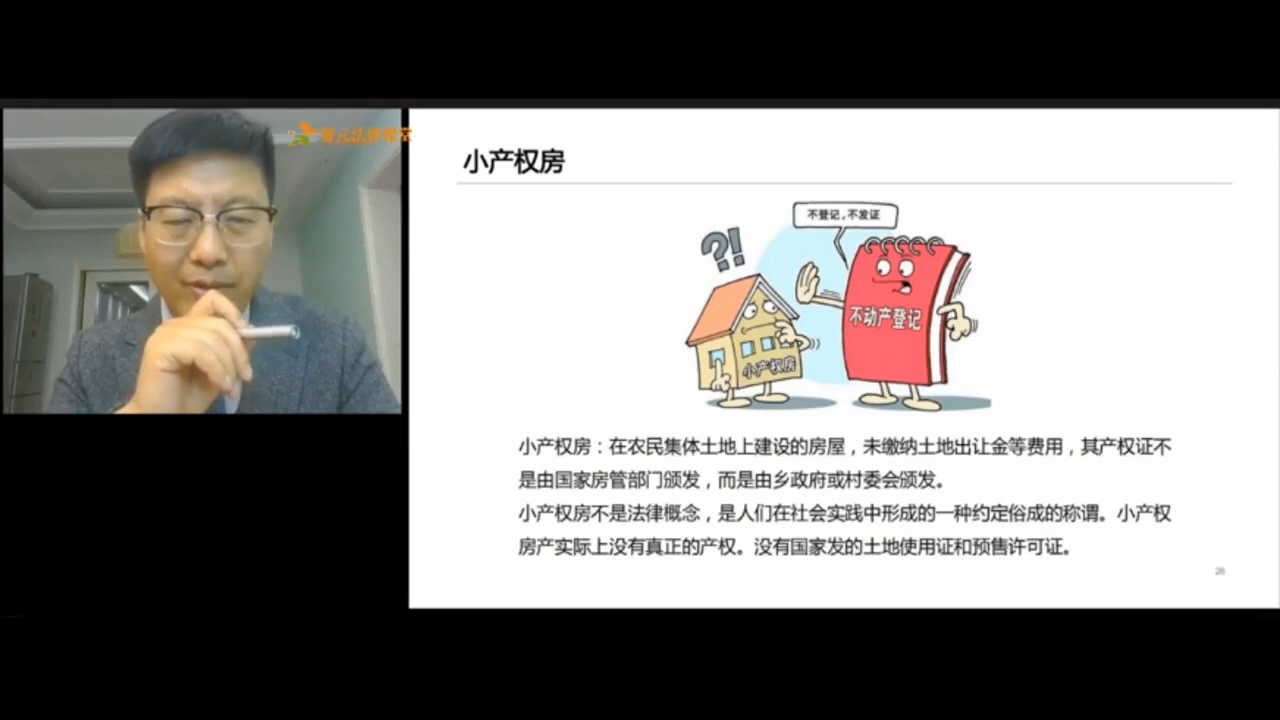 小产权房
不登记,不发证
?!
不动产登记
小产权房
小产权房：在农民集体土地上建设的房屋，未缴纳土地出让金等费用，其产权证不
是由国家房管部门颁发，而是由乡政府或村委会颁发。
小产权房不是法律概念，是人们在社会实践中形成的一种约定俗成的称谓。小产权
房产实际上没有真正的产权。没有国家发的土地使用证和预售许可证。
26